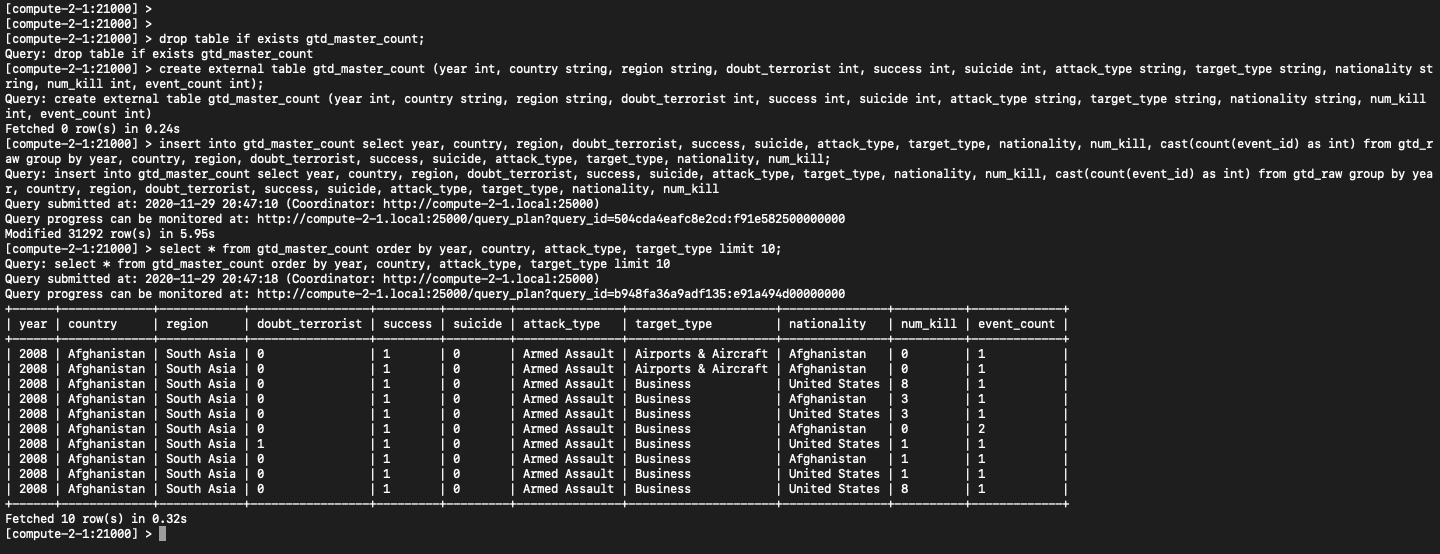 [compute-2-1:21000] >
[compute-2-1:21000] >
[compute-2-1:21000] > drop table if exists gtd_master_count;
Query: drop table if exists gtd_master_count
[compute-2-1:21000] > create external table gtd_master_count (year int, country string, region string, doubt_terrorist int, success int, suicide int, attack_type string, target_type string, nationality st
ring, num_kill int, event_count int);
Query: create external table gtd_master_count (year int, country string, region string, doubt_terrorist int, success int, suicide int, attack_type string, target_type string, nationality string, num_kill
int, event_count int)
Fetched 0 row(s) in 0.24s
[compute-2-1:21000] > insert into gtd_master_count select year, country, region, doubt_terrorist, success, suicide, attack_type, target_type, nationality, num_kill, cast(count(event_id) as int) from gtd_r
aw group by year, country, region, doubt_terrorist, success, suicide, attack_type, target_type, nationality, num_kill;
Query: insert into gtd_master_count select year, country, region, doubt_terrorist, success, suicide, attack_type, target_type, nationality, num_kill, cast(count(event_id) as int) from gtd_raw group by yea
r, country, region, doubt_terrorist, success, suicide, attack_type, target_type, nationality, num_kill
Query submitted at: 2020-11-29 20:47:10 (Coordinator: http://compute-2-1.local:25000)
Query progress can be monitored at: http://compute-2-1.local:25000/query_plan?query_id=504cda4eafc8e2cd:f91e582500000000
Modified 31292 row(s) in 5.95s
[compute-2-1:21000] > select * from gtd_master_count order by year, country, attack_type, target_type limit 10;
Query: select * from gtd_master_count order by year, country, attack_type, target_type limit 10
Query submitted at: 2020-11-29 20:47:18 (Coordinator: http://compute-2-1.local:25000)
Query progress can be monitored at: http://compute-2-1.local:25000/query_plan?query_id=b948fa36a9adf135:e91a494d00000000
| year | country | region | doubt_terrorist | success | suicide | attack_type | target_type | nationality | num_kill | event_count |
| 2008 | Afghanistan | South Asia | 0 | 1 | 0 | Armed Assault | Airports & Aircraft | Afghanistan | 0 | 1 |
| 2008 | Afghanistan | South Asia | 0 | 1 | 0 | Armed Assault | Airports & Aircraft | Afghanistan | 0 | 1 |
| 2008 | Afghanistan | South Asia | 0 | 1 | 0 | Armed Assault | Business | United States | 8 | 1 |
| 2008 | Afghanistan | South Asia | 0 | 1 | 0 | Armed Assault | Business | Afghanistan | 3 | 1 |
| 2008 | Afghanistan | South Asia | 0 | 1 | 0 | Armed Assault | Business | United States | 3 | 1 |
| 2008 | Afghanistan | South Asia | 0 | 1 | 0 | Armed Assault | Business | Afghanistan | 0 | 2 |
| 2008 | Afghanistan | South Asia | 1 | 1 | 0 | Armed Assault | Business | United States | 1 | 1 |
| 2008 | Afghanistan | South Asia | 0 | 1 | 0 | Armed Assault | Business | Afghanistan | 1 | 1 |
| 2008 | Afghanistan | South Asia | 0 | 1 | 0 | Armed Assault | Business | United States | 1 | 1 |
| 2008 | Afghanistan | South Asia | 0 | 1 | 0 | Armed Assault | Business | United States | 8 | 1 |
Fetched 10 row(s) in 0.32s
[compute-2-1:21000] >